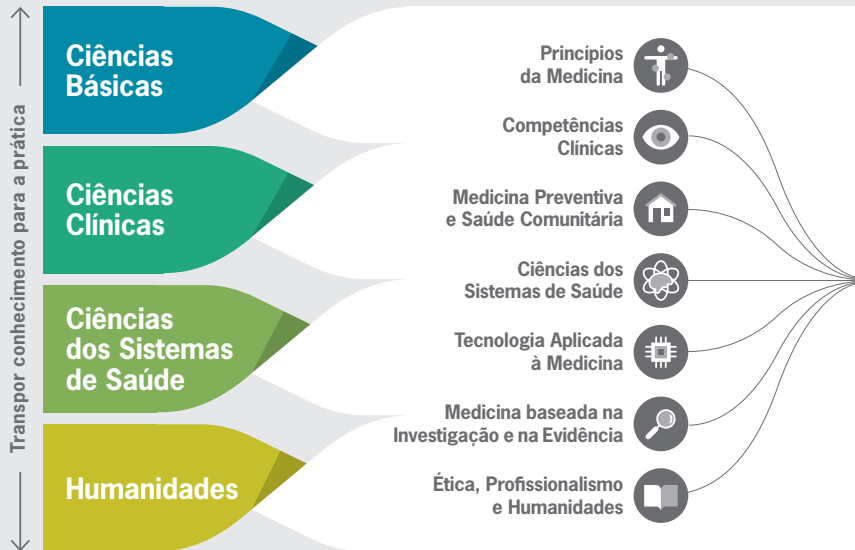 Transpor conhecimento para a prática
Ciências
Básicas
Ciências
Clínicas
Ciências
dos Sistemas
de Saúde
Humanidades
Princípios
da Medicina
Competências
Clínicas
Medicina Preventiva
e Saúde Comunitária
Ciências dos
Sistemas de Saúde
Tecnologia Aplicada
à Medicina
Medicina baseada na
Investigação e na Evidência
Ética, Profissionalismo
e Humanidades